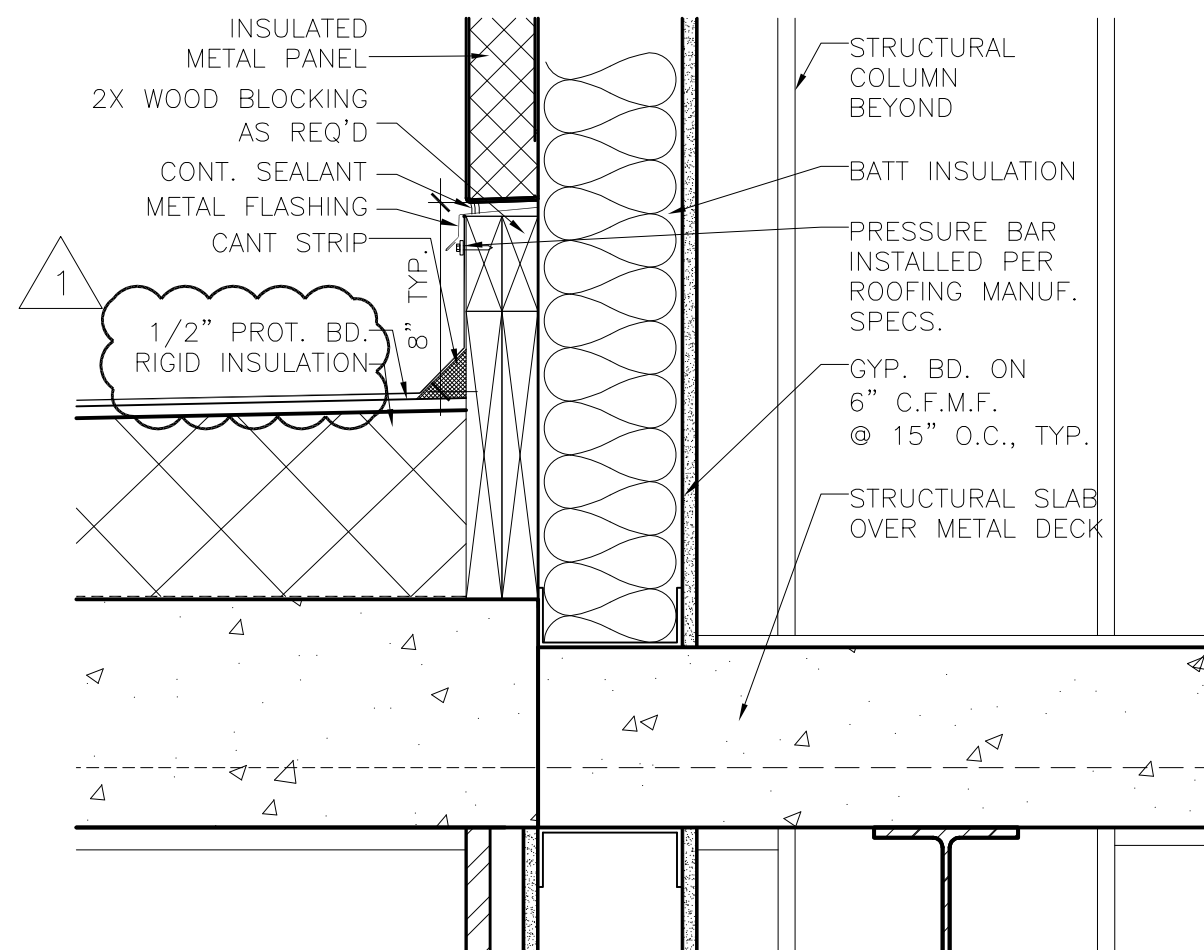 INSULATED
METAL PANEL
2X WOOD BLOCKING
AS REQ'D
CONT. SEALANT
METAL FLASHING
CANT STRIP
8" TYP.
1
1/2" PROT. BD.
RIGID INSULATION
STRUCTURAL
COLUMN
BEYOND
BATT INSULATION
PRESSURE BAR
INSTALLED PER
ROOFING MANUF.
SPECS.
GYP. BD. ON
6" C.F.M.F.
@ 15" O.C., TYP.
STRUCTURAL SLAB
OVER METAL DECK